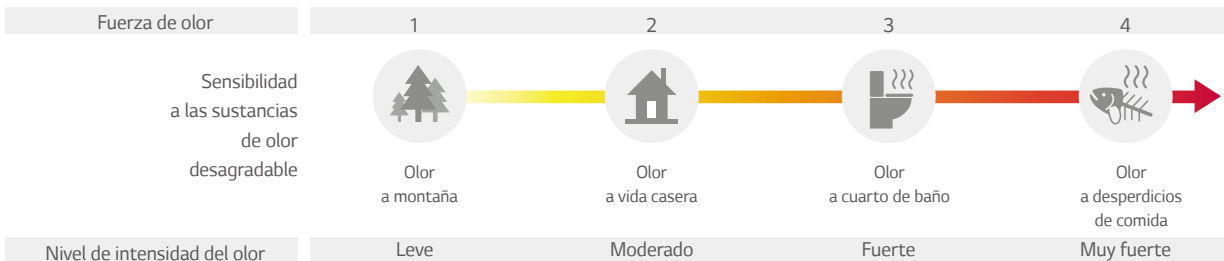 Fuerza de olor 1 2 3 4
Sensibilidad
a las sustancias
de olor
desagradable
Olor
a montaña
Olor
a vida casera
Olor
a cuarto de baño
Olor
a desperdicios
de comida
Nivel de intensidad del olor Leve Moderado Fuerte Muy fuerte